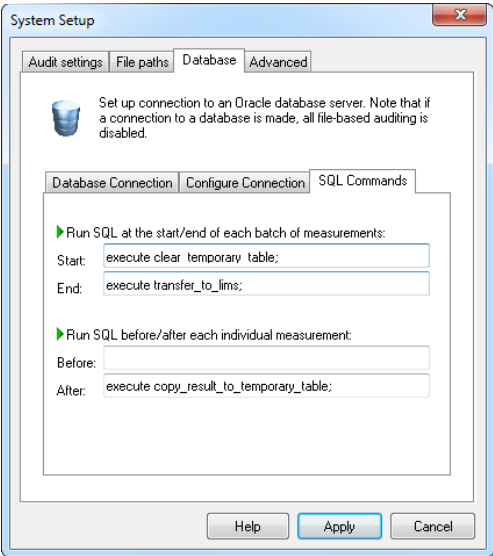 System Setup
Audit settings File paths Database Advanced
Set up connection to an Oracle database server. Note that if
a connection to a database is made, all file-based auditing is
disabled.
Database Connection Configure Connection SQL Commands
Run SQL at the start/end of each batch of measurements:
Start: execute clear temporary table;
End: execute transfer_to_lims;
Run SQL before/after each individual measurement:
Before:
After: execute copy_result_to_temporary_table;
Help Apply Cancel